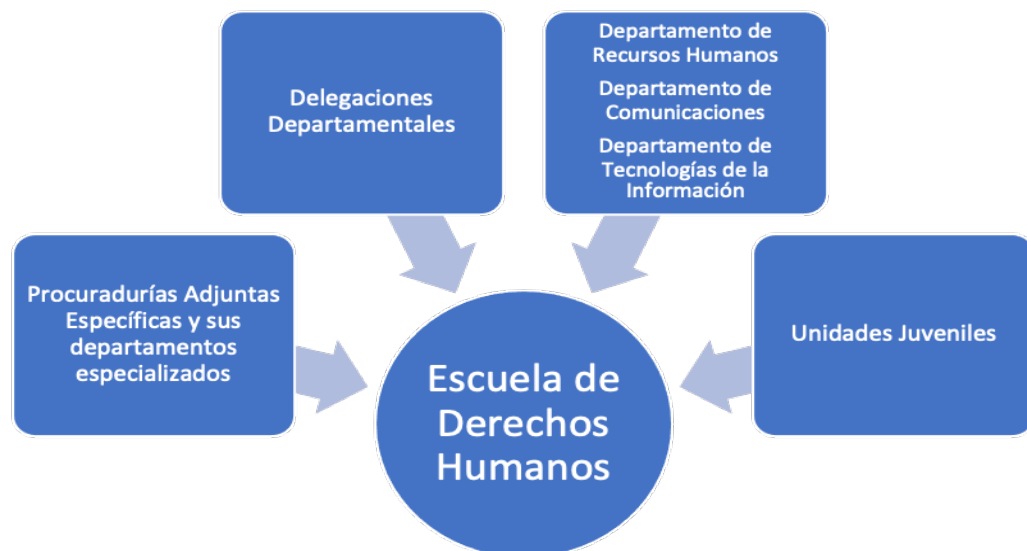 Delegaciones
Departamentales
Departamento de
Recursos Humanos
Departamento de
Comunicaciones
Departamento de
Tecnologías de la
Información
Procuradurías Adjuntas
Específicas y sus
departamentos
especializados
Unidades Juveniles
Escuela de
Derechos
Humanos